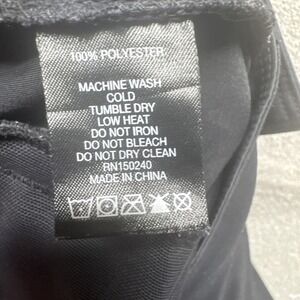 100% POLYESTER
MACHINE WASH
COLD
TUMBLE DRY
LOW HEAT
DO NOT IRON
DO NOT BLEACH
DO NOT DRY CLEAN
RN150240
MADE IN CHINA